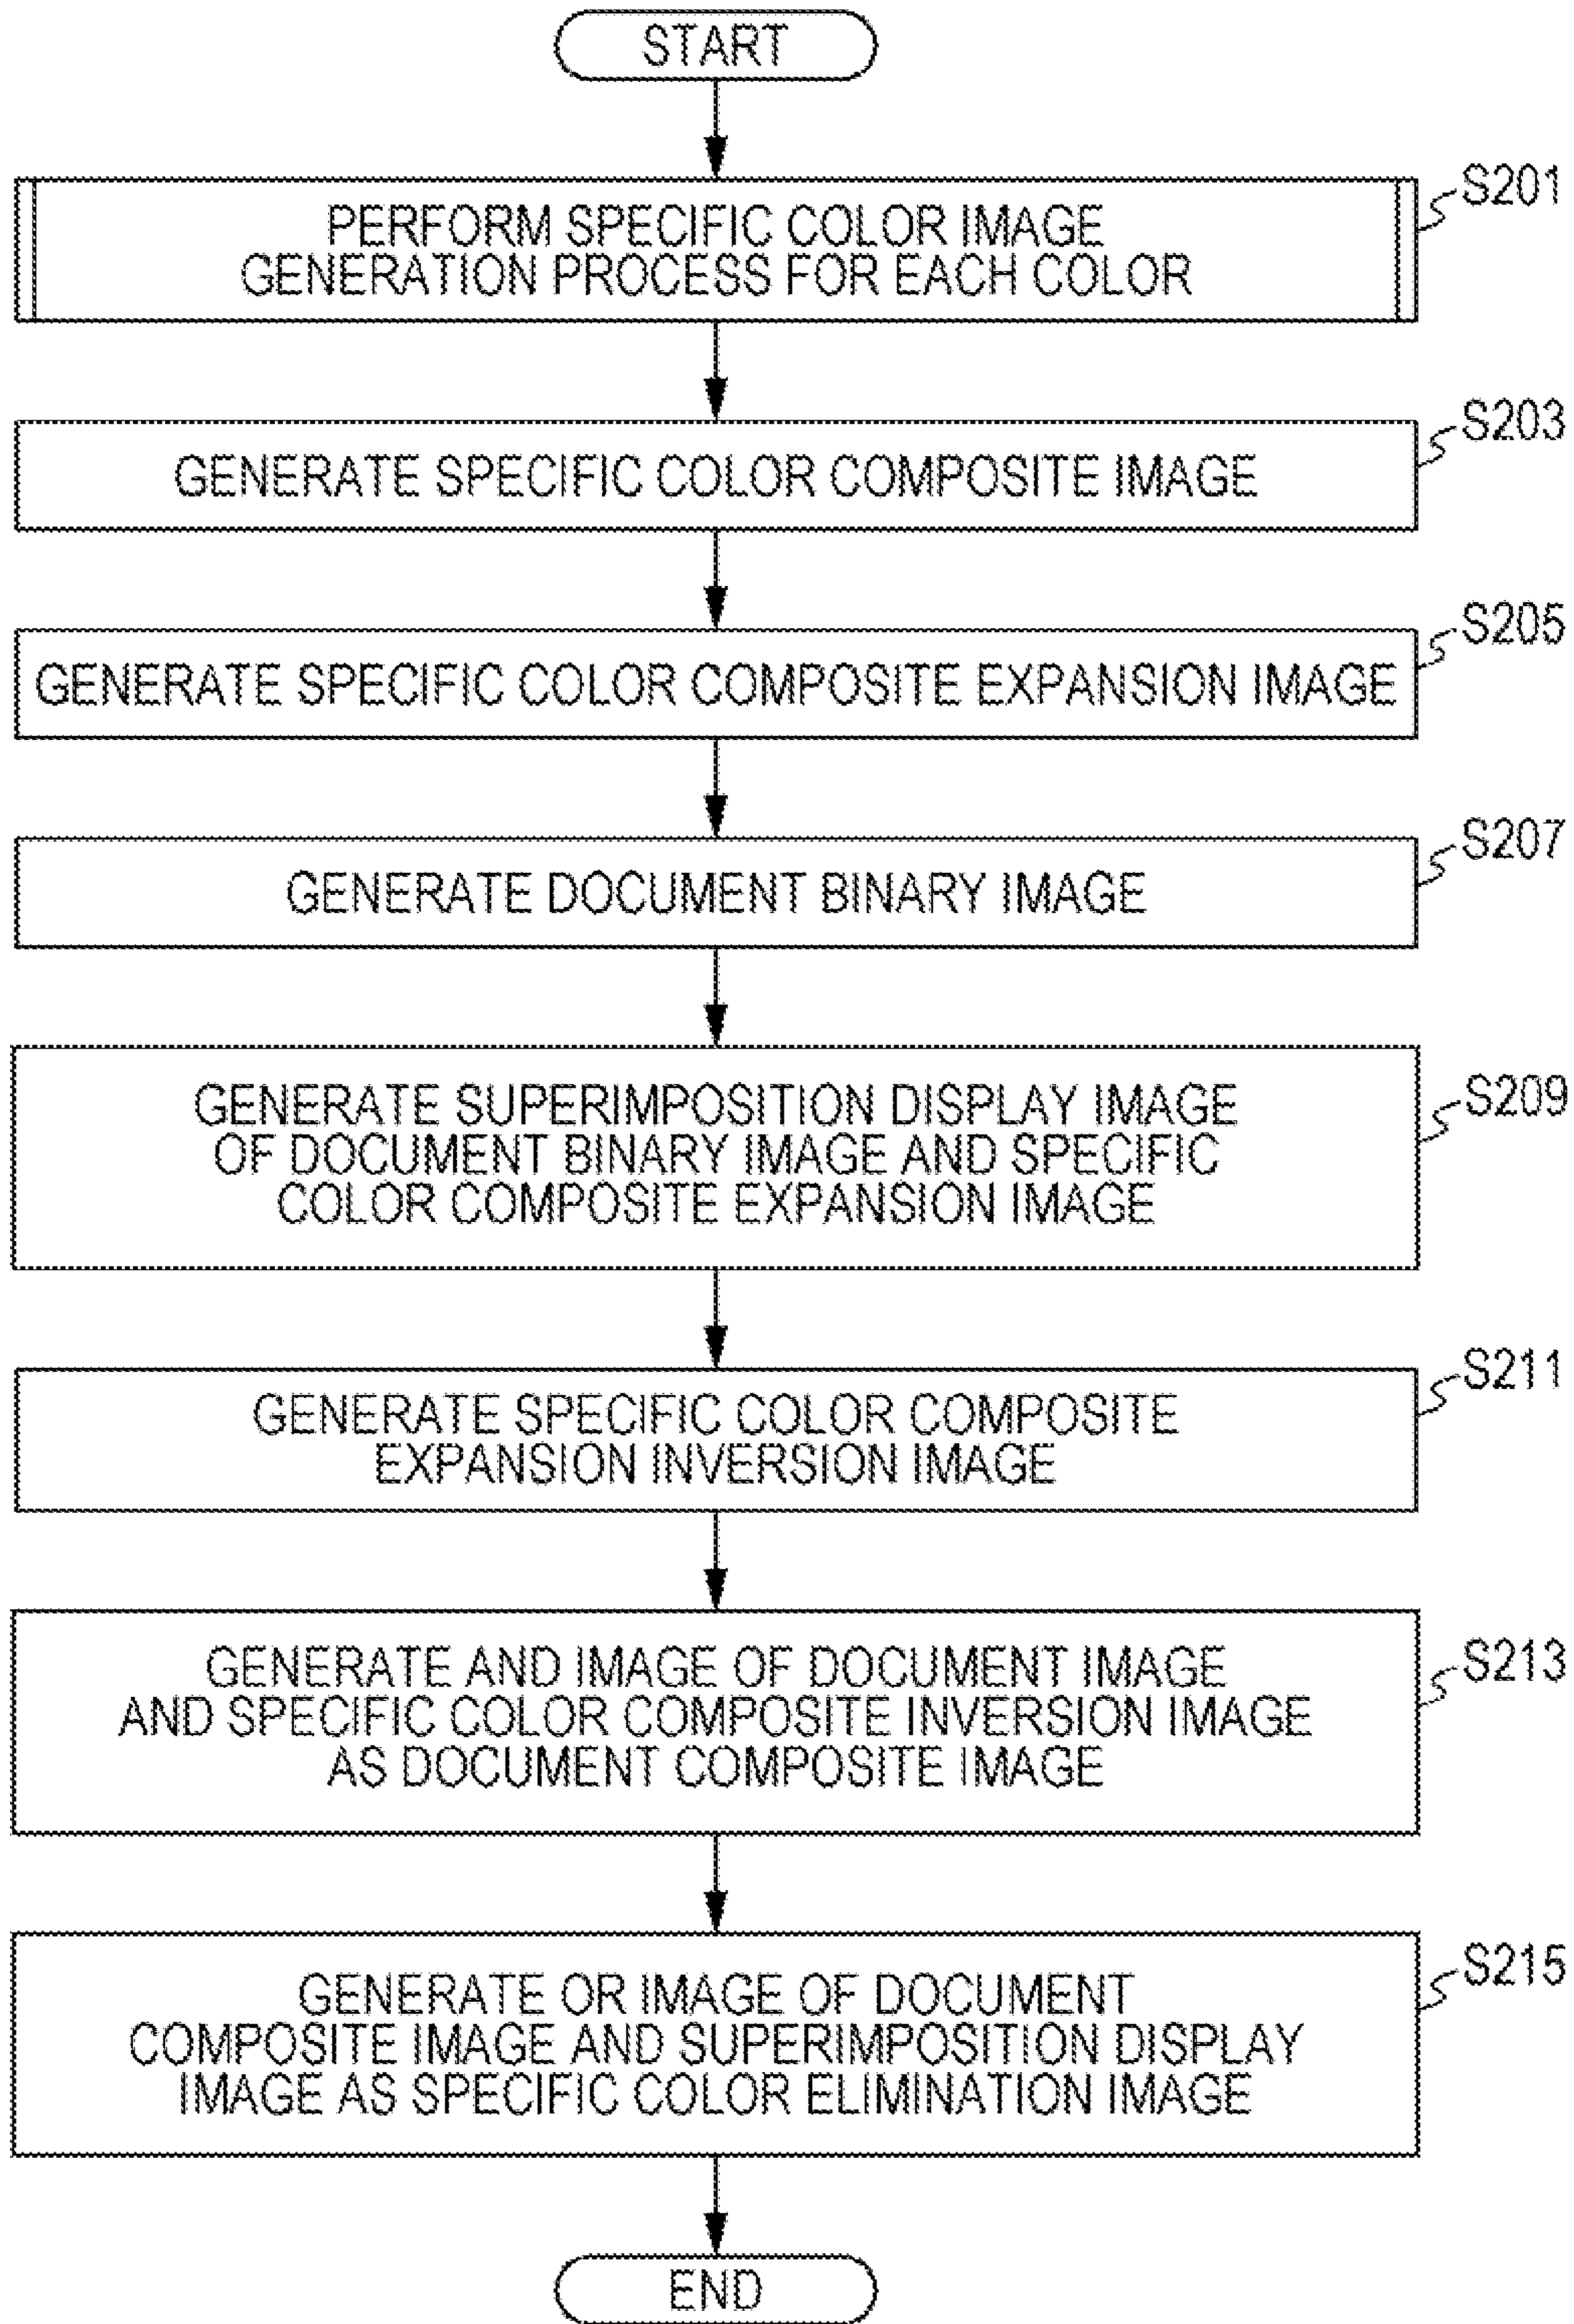 START
S201
PERFORM SPECIFIC COLOR IMAGE
GENERATION PROCESS FOR EACH COLOR
S203
GENERATE SPECIFIC COLOR COMPOSITE IMAGE
S205
GENERATE SPECIFIC COLOR COMPOSITE EXPANSION IMAGE
S207
GENERATE DOCUMENT BINARY IMAGE
S209
GENERATE SUPERIMPOSITION DISPLAY IMAGE
OF DOCUMENT BINARY IMAGE AND SPECIFIC
COLOR COMPOSITE EXPANSION IMAGE
S211
GENERATE SPECIFIC COLOR COMPOSITE
EXPANSION INVERSION IMAGE
S213
GENERATE AND IMAGE OF DOCUMENT IMAGE
AND SPECIFIC COLOR COMPOSITE INVERSION IMAGE
AS DOCUMENT COMPOSITE IMAGE
S215
GENERATE OR IMAGE OF DOCUMENT
COMPOSITE IMAGE AND SUPERIMPOSITION DISPLAY
IMAGE AS SPECIFIC COLOR ELIMINATION IMAGE
END